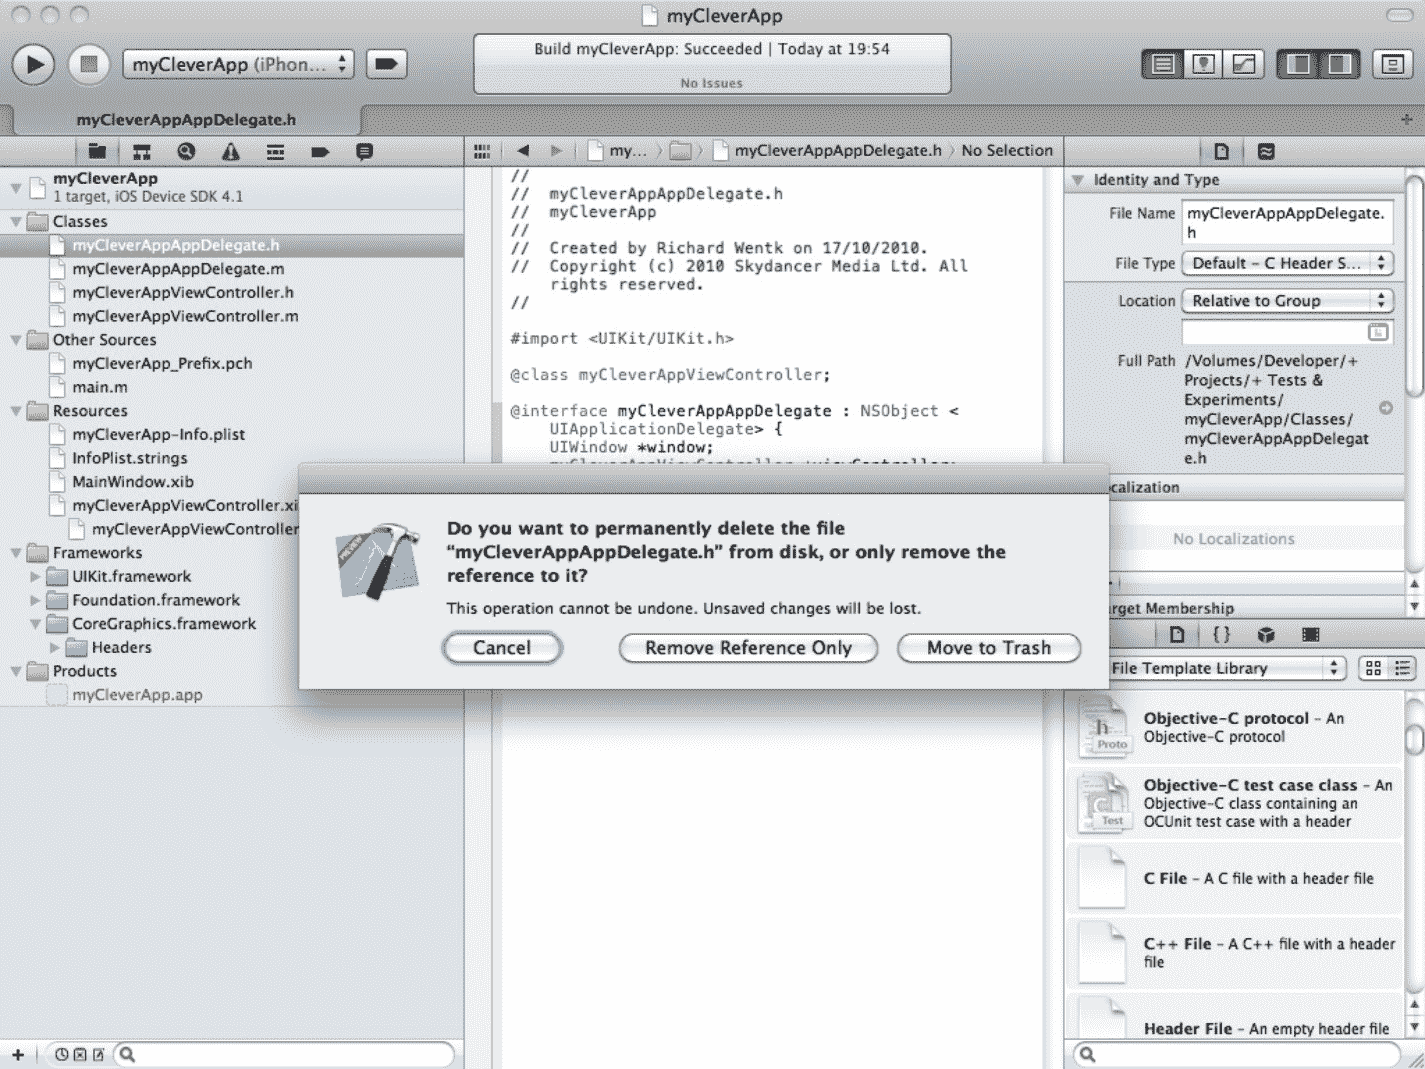 myCleverApp
myCleverApp (iPhon...
Build myCleverApp: Succeeded | Today at 19:54
No Issues
myCleverAppAppDelegate.h
my...
myCleverAppAppDelegate.h
No Selection
myCleverApp
1 target, iOS Device SDK 4.1
Classes
myCleverAppAppDelegate.h
myCleverAppAppDelegate.m
myCleverAppViewController.h
myCleverAppViewController.m
Other Sources
myCleverApp_Prefix.pch
main.m
Resources
myCleverApp-Info.plist
InfoPlist.strings
MainWindow.xib
myCleverAppViewController.xi
myCleverAppViewController
Frameworks
UIKit.framework
Foundation.framework
CoreGraphics.framework
Headers
Products
myCleverApp.app
//
// myCleverAppAppDelegate.h
// myCleverApp
//
// Created by Richard Wentk on 17/10/2010.
// Copyright (c) 2010 Skydancer Media Ltd. All
rights reserved.
//
#import <UIKit/UIKit.h>
@class myCleverAppViewController;
@interface myCleverAppAppDelegate : NSObject <
UIApplicationDelegate> {
UIWindow *window;
Identity and Type
File Name myCleverAppAppDelegate.
h
File Type Default - C Header S...
Location Relative to Group
Full Path /Volumes/Developer/+
Projects/+ Tests &
Experiments/
myCleverApp/Classes/
myCleverAppAppDelegat
e.h
calization
No Localizations
rget Membership
PREVIEW
Do you want to permanently delete the file
“myCleverAppAppDelegate.h” from disk, or only remove the
reference to it?
This operation cannot be undone. Unsaved changes will be lost.
Cancel
Remove Reference Only
Move to Trash
{ }
File Template Library
h
Proto
Objective-C protocol – An
Objective-C protocol
C
Test
Objective-C test case class – An
Objective-C class containing an
OCUnit test case with a header
C File – A C file with a header file
C++ File – A C++ file with a header
file
Header File – An empty header file